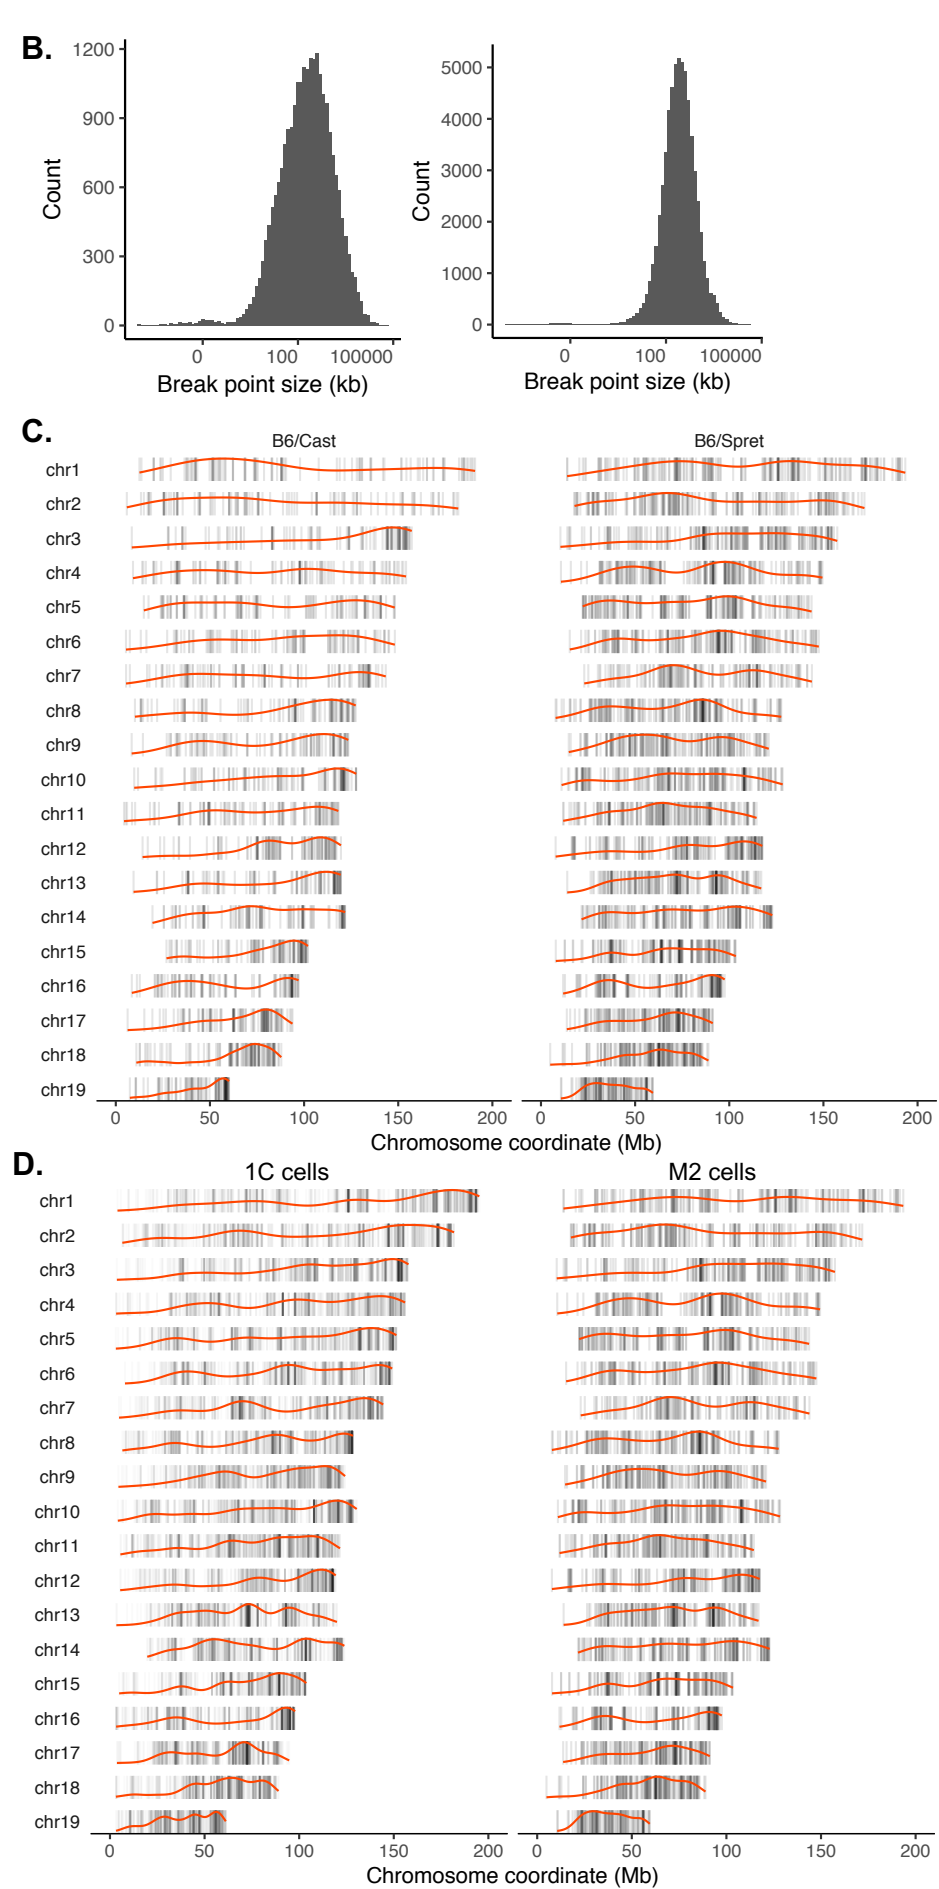 B.
1200
900
600
300
0
Count
0 100 100000
Break point size (kb)
5000
4000
3000
2000
1000
0
Count
0 100 100000
Break point size (kb)
C.
B6/Cast B6/Spret
chr1
chr2
chr3
chr4
chr5
chr6
chr7
chr8
chr9
chr10
chr11
chr12
chr13
chr14
chr15
chr16
chr17
chr18
chr19
0 50 100 150 200 0 50 100 150 200
Chromosome coordinate (Mb)
D.
1C cells M2 cells
chr1
chr2
chr3
chr4
chr5
chr6
chr7
chr8
chr9
chr10
chr11
chr12
chr13
chr14
chr15
chr16
chr17
chr18
chr19
0 50 100 150 200 0 50 100 150 200
Chromosome coordinate (Mb)